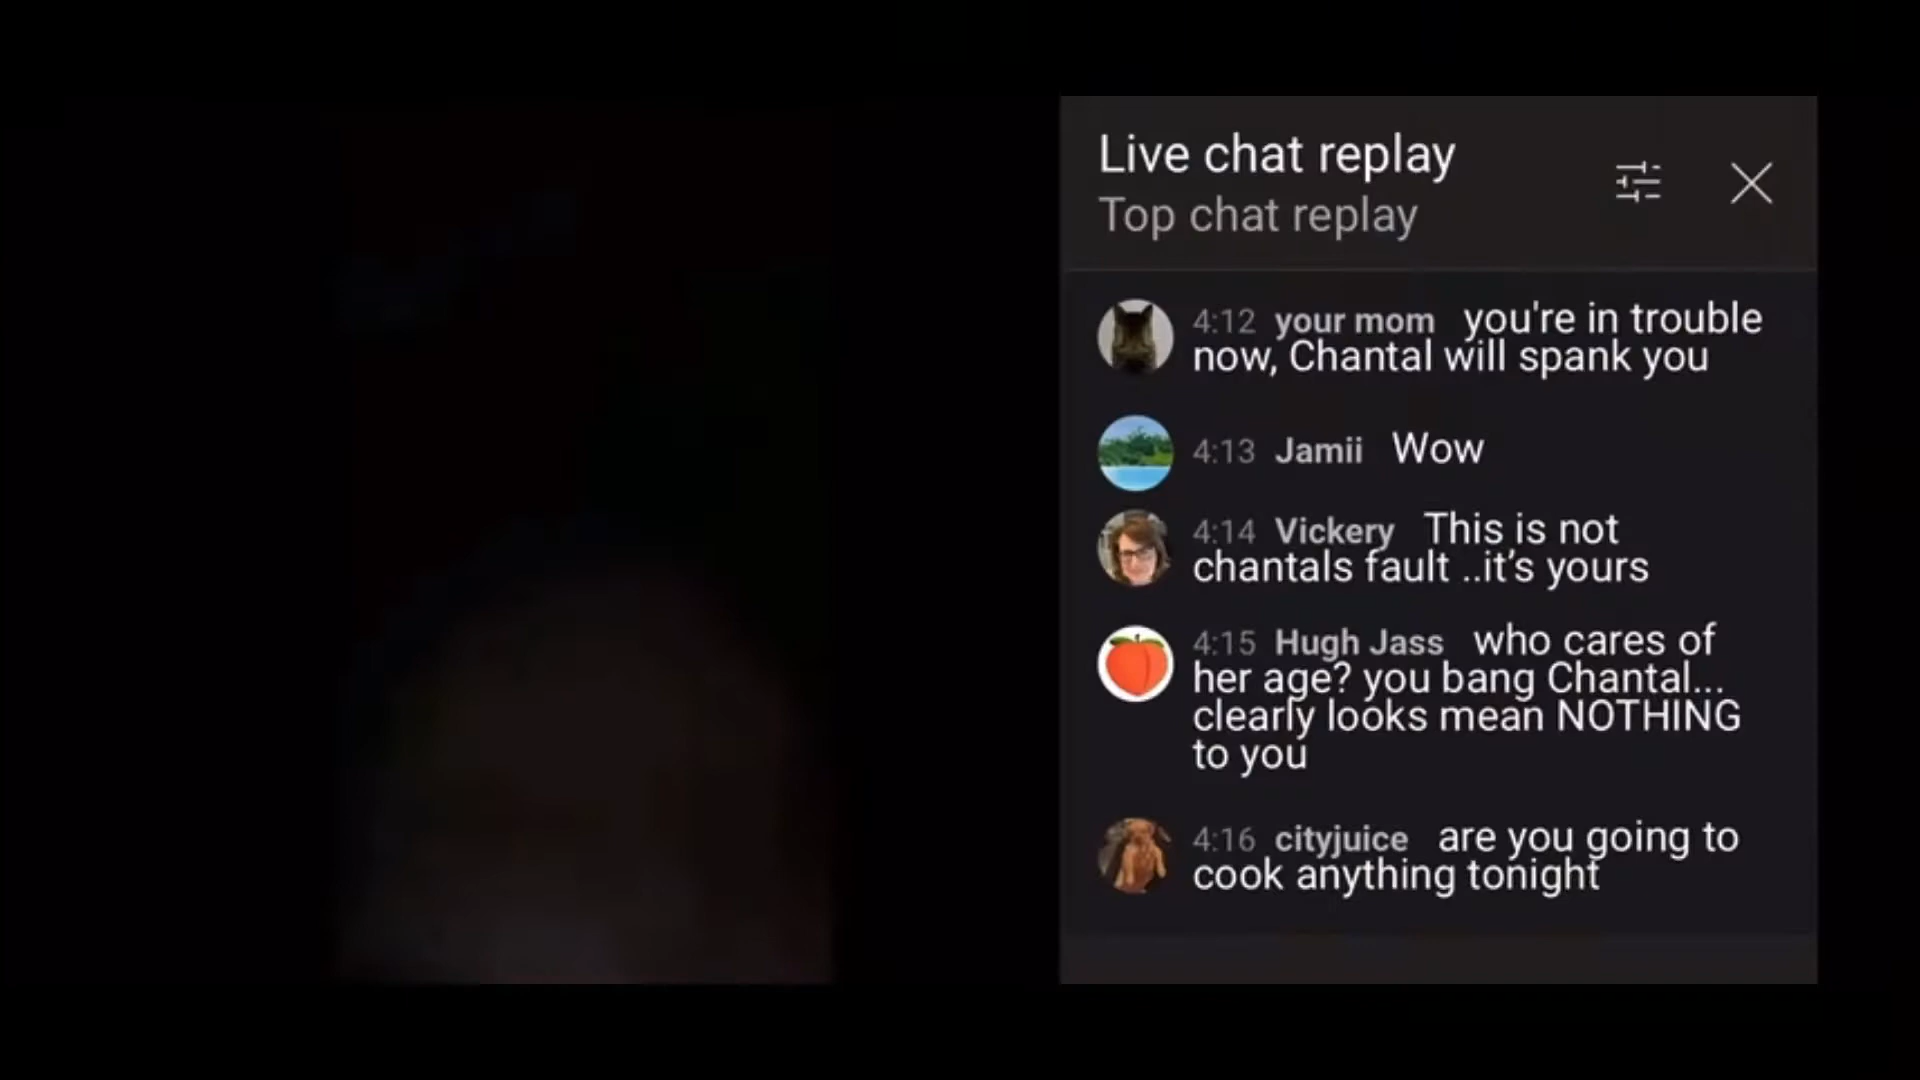 Live chat replay
Top chat replay
4:12 your mom you're in trouble
now, Chantal will spank you
4:13 Jamii Wow
4:14 Vickery This is not
chantals fault ..it’s yours
4:15 Hugh Jass who cares of
her age? you bang Chantal...
clearly looks mean NOTHING
to you
4:16 cityjuice are you going to
cook anything tonight